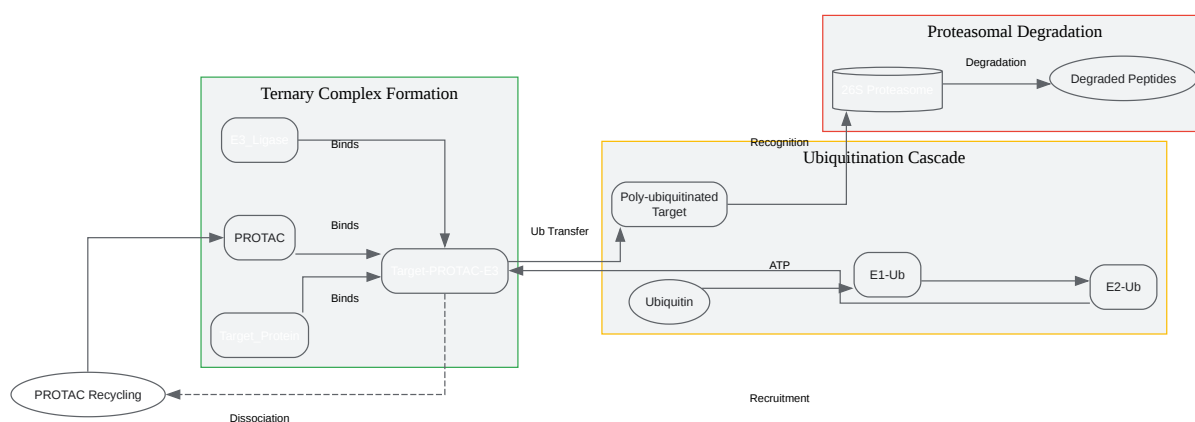 Proteasomal Degradation
26S Proteasome
Degradation
Degraded Peptides
Ternary Complex Formation
E3_Ligase
Binds
PROTAC
Binds
Target-PROTAC-E3
Target_Protein
Binds
PROTAC Recycling
Dissociation
Ub Transfer
Recognition
Ubiquitination Cascade
Poly-ubiquitinated
Target
ATP
Ubiquitin
E1-Ub
E2-Ub
Recruitment